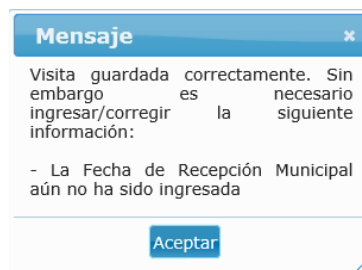 Mensaje
Visita guardada correctamente. Sin
embargo es necesario
ingresar/corregir la siguiente
información:
- La Fecha de Recepción Municipal
aún no ha sido ingresada
Aceptar